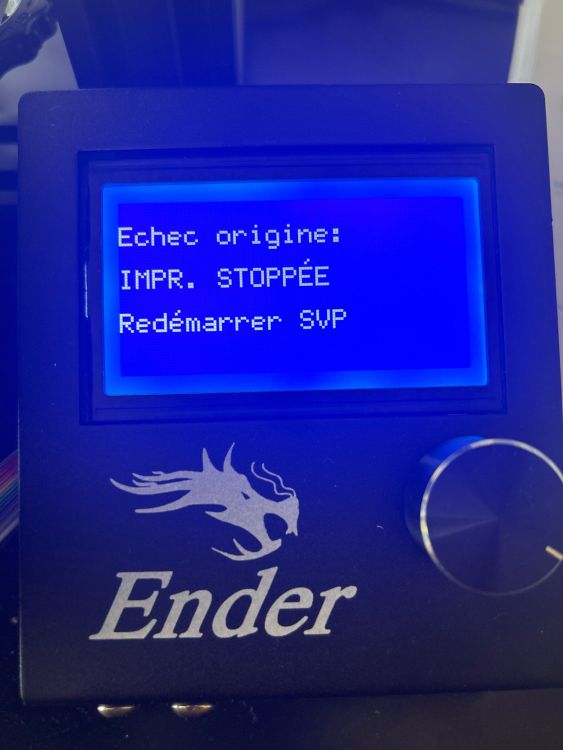 Echec origine:
IMPR. STOPPÉE
Redémarrer SVP
Ender